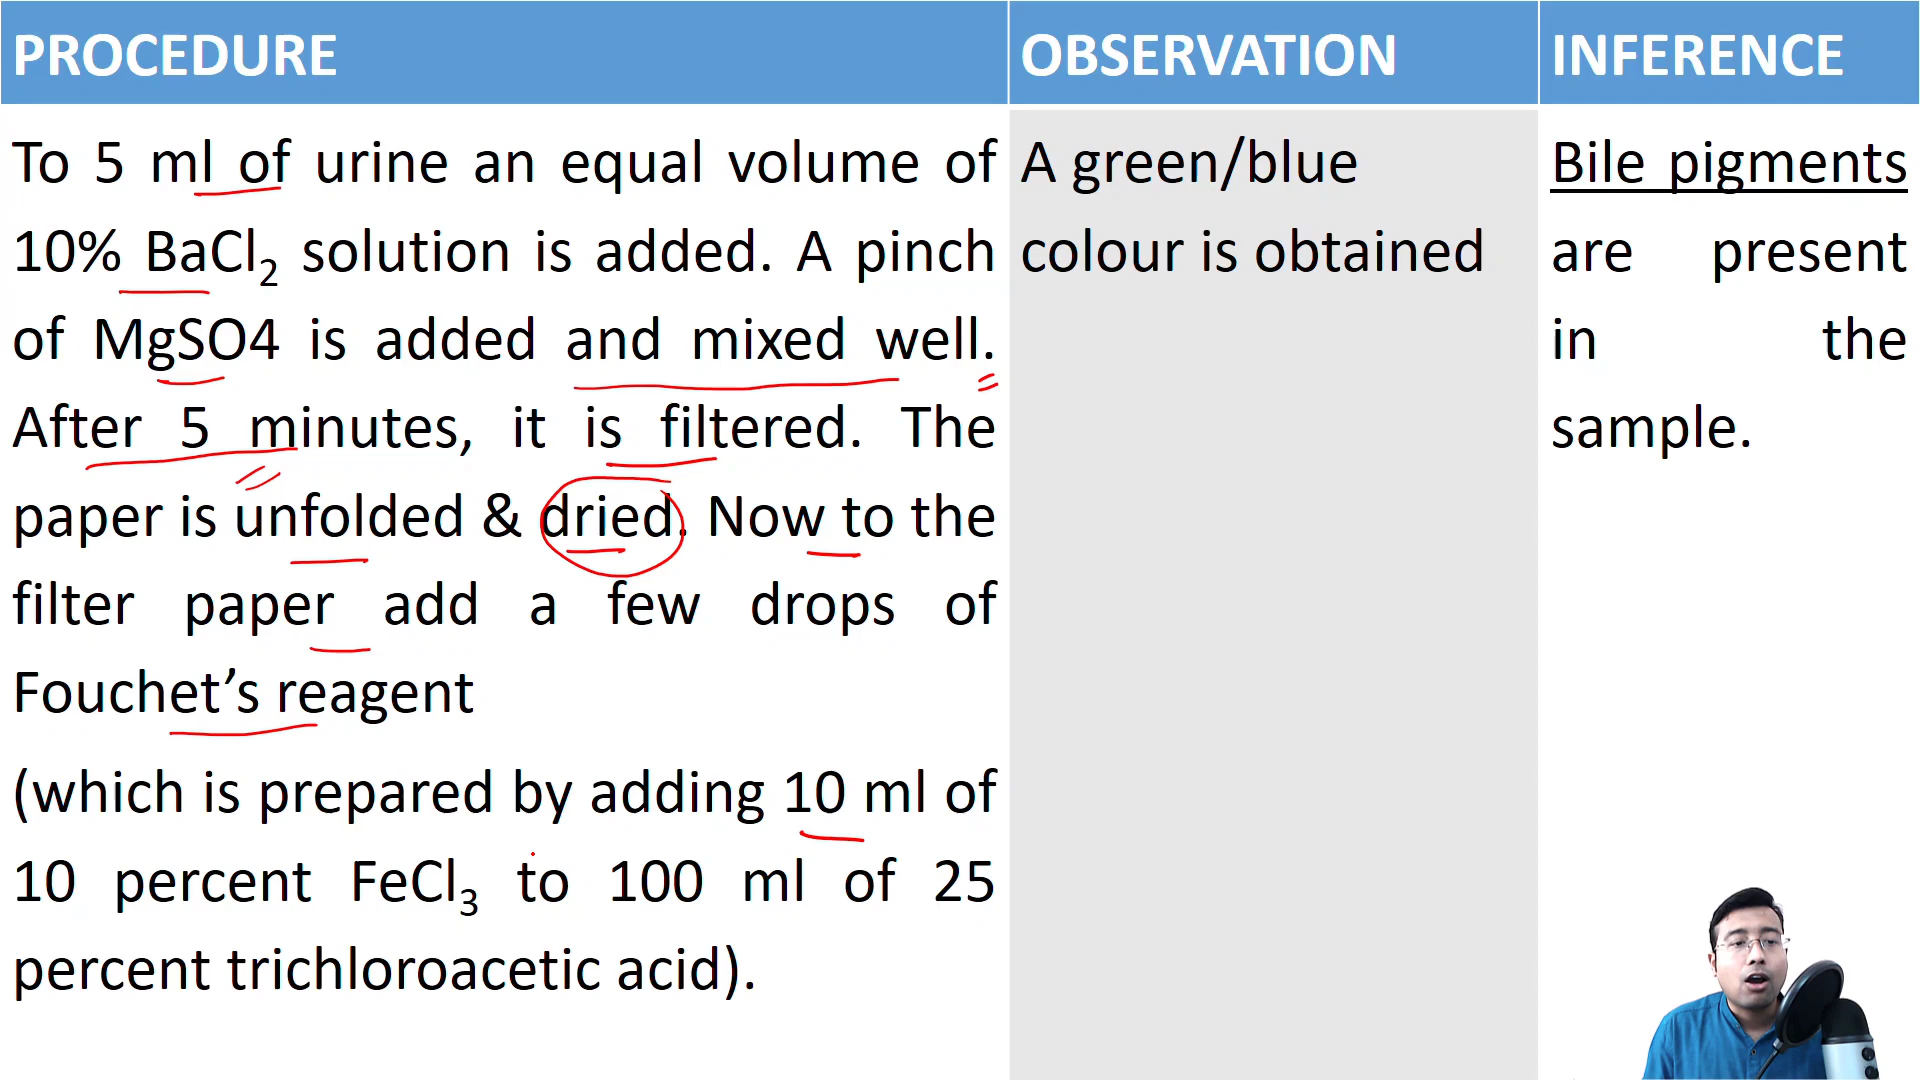 PROCEDURE OBSERVATION INFERENCE
To 5 ml of urine an equal volume of
10% BaCl₂ solution is added. A pinch
of MgSO4 is added and mixed well.
After 5 minutes, it is filtered. The
paper is unfolded & dried. Now to the
filter paper add a few drops of
Fouchet’s reagent
(which is prepared by adding 10 ml of
10 percent FeCl₃ to 100 ml of 25
percent trichloroacetic acid).
A green/blue
colour is obtained
Bile pigments
are present
in the
sample.